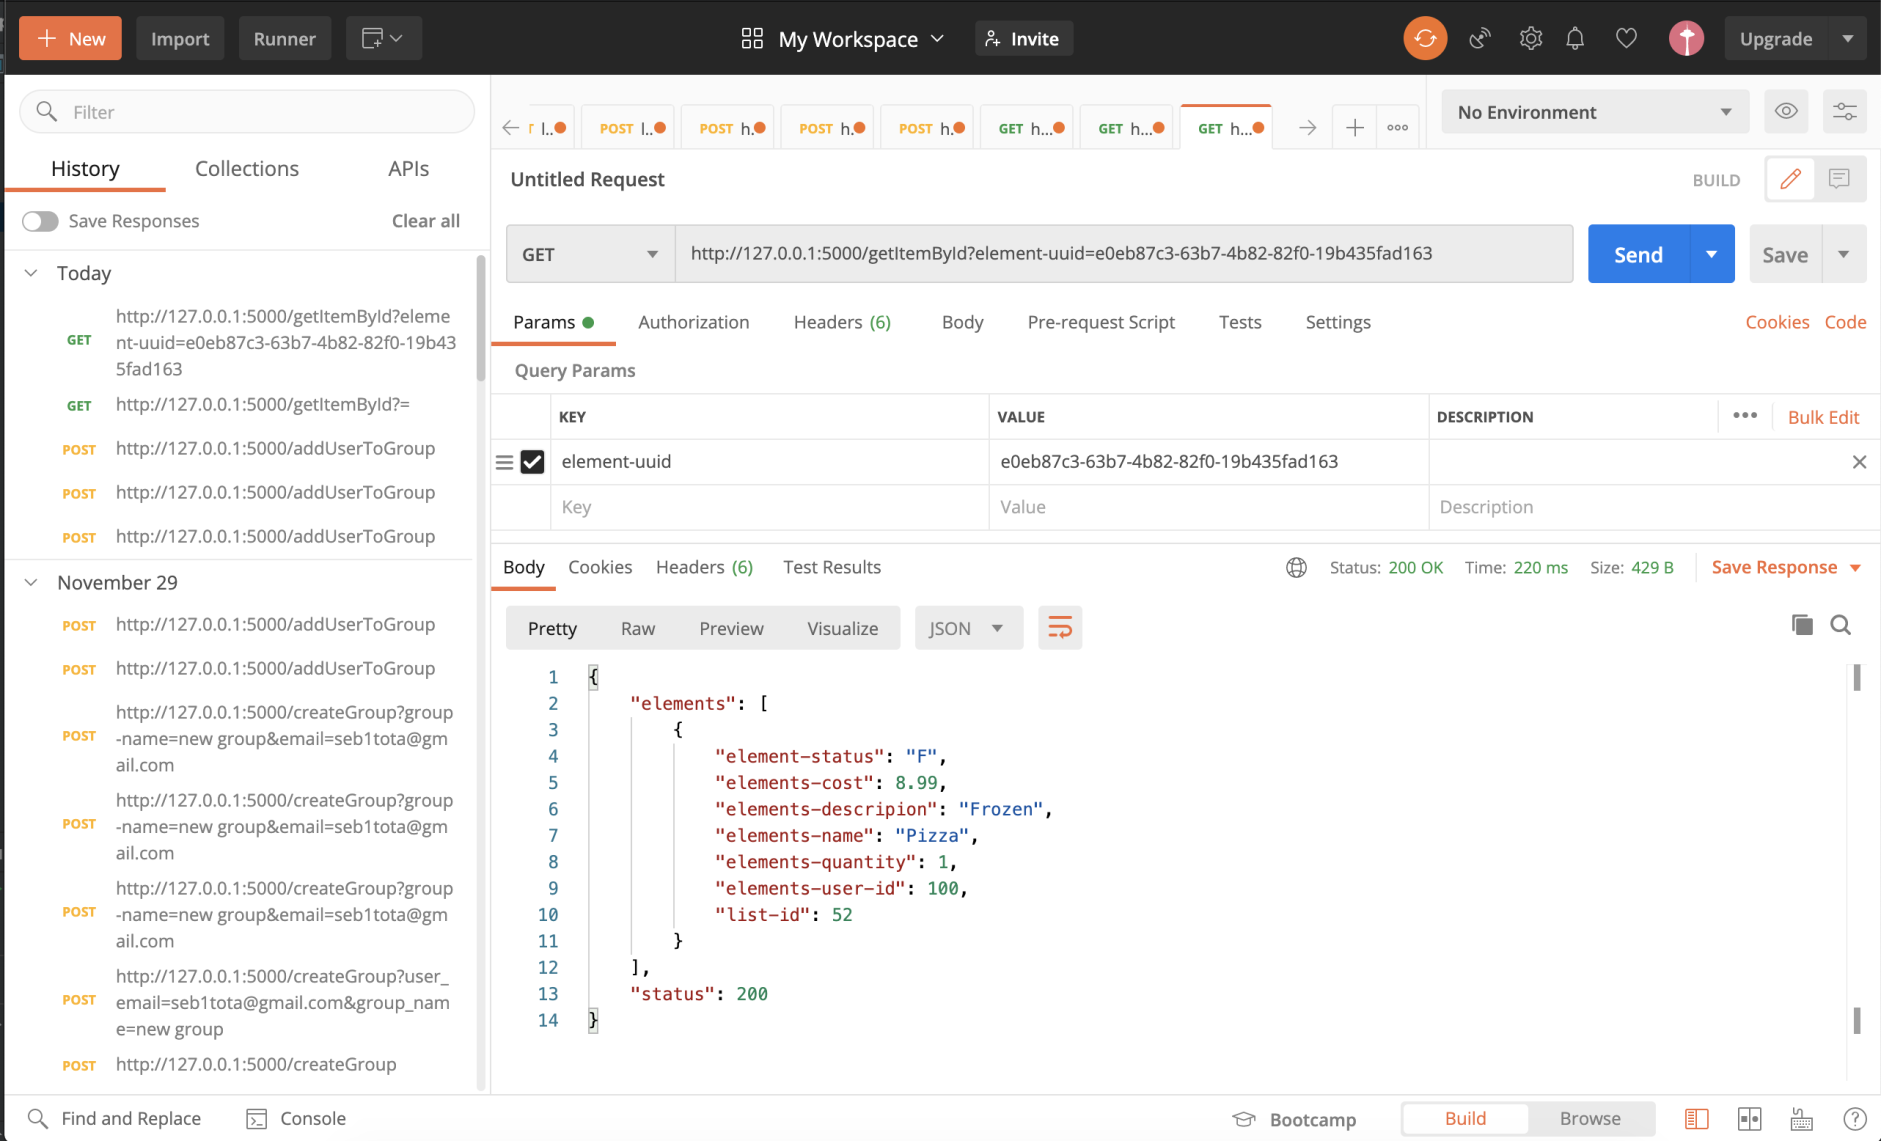 New
Import
Runner
My Workspace
Invite
Upgrade
Filter
History
Collections
APIs
Save Responses
Clear all
Today
GET
http://127.0.0.1:5000/getItemById?eleme
nt-uuid=e0eb87c3-63b7-4b82-82f0-19b43
5fad163
GET http://127.0.0.1:5000/getItemById?=
POST http://127.0.0.1:5000/addUserToGroup
POST http://127.0.0.1:5000/addUserToGroup
POST http://127.0.0.1:5000/addUserToGroup
November 29
POST http://127.0.0.1:5000/addUserToGroup
POST http://127.0.0.1:5000/addUserToGroup
POST
http://127.0.0.1:5000/createGroup?group
-name=new group&email=seb1tota@gm
ail.com
POST
http://127.0.0.1:5000/createGroup?group
-name=new group&email=seb1tota@gm
ail.com
POST
http://127.0.0.1:5000/createGroup?group
-name=new group&email=seb1tota@gm
ail.com
POST
http://127.0.0.1:5000/createGroup?user_
email=seb1tota@gmail.com&group_nam
e=new group
POST http://127.0.0.1:5000/createGroup
T l... POST l... POST h. POST h. POST h. GET h... GET h... GET h...
No Environment
Untitled Request
BUILD
GET
http://127.0.0.1:5000/getItemById?element-uuid=e0eb87c3-63b7-4b82-82f0-19b435fad163
Send
Save
Params Authorization Headers (6) Body Pre-request Script Tests Settings Cookies Code
Query Params
KEY VALUE DESCRIPTION Bulk Edit
element-uuid e0eb87c3-63b7-4b82-82f0-19b435fad163
Key Value Description
Body Cookies Headers (6) Test Results Status: 200 OK Time: 220 ms Size: 429 B Save Response
Pretty Raw Preview Visualize JSON
1 {
2 "elements": [
3 {
4 "element-status": "F",
5 "elements-cost": 8.99,
6 "elements-descripion": "Frozen",
7 "elements-name": "Pizza",
8 "elements-quantity": 1,
9 "elements-user-id": 100,
10 "list-id": 52
11 }
12 ],
13 "status": 200
14 }
Find and Replace Console Bootcamp Build Browse